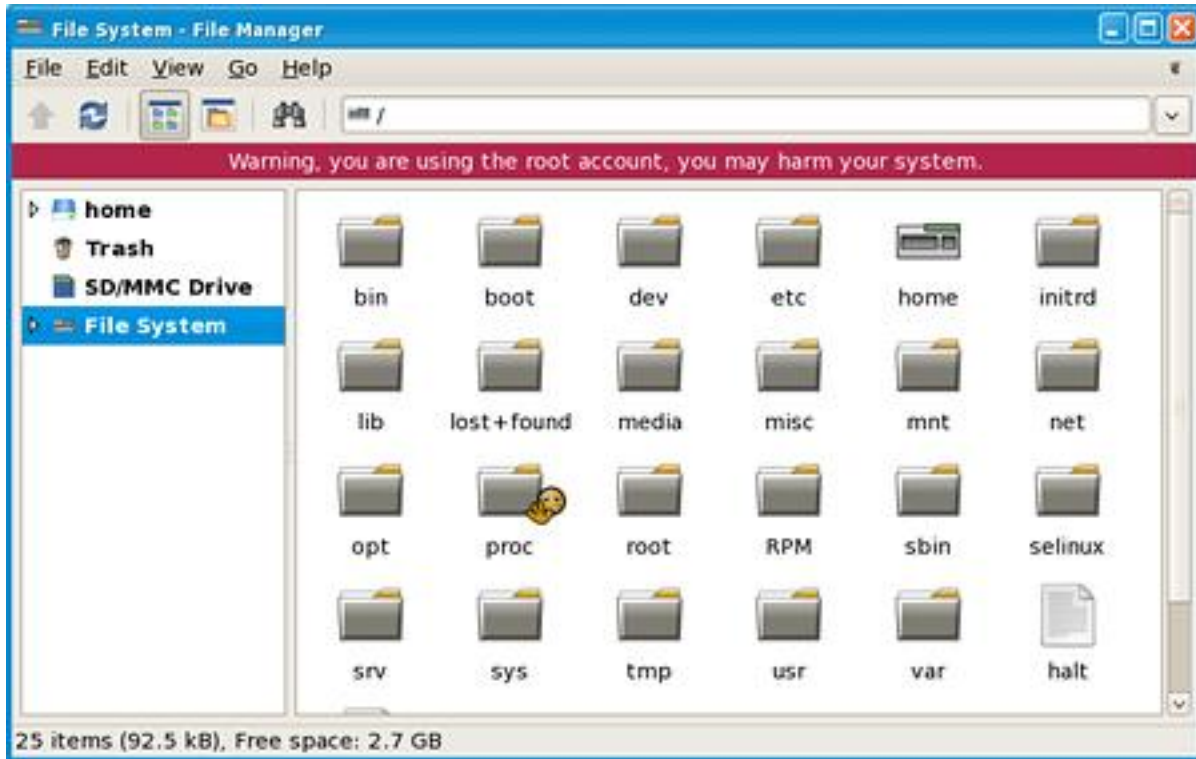 File System - File Manager
File Edit View Go Help
/
Warning, you are using the root account, you may harm your system.
home
Trash
SD/MMC Drive
File System
bin boot dev etc home initrd
lib lost+found media misc mnt net
opt proc root RPM sbin selinux
srv sys tmp usr var halt
25 items (92.5 kB), Free space: 2.7 GB